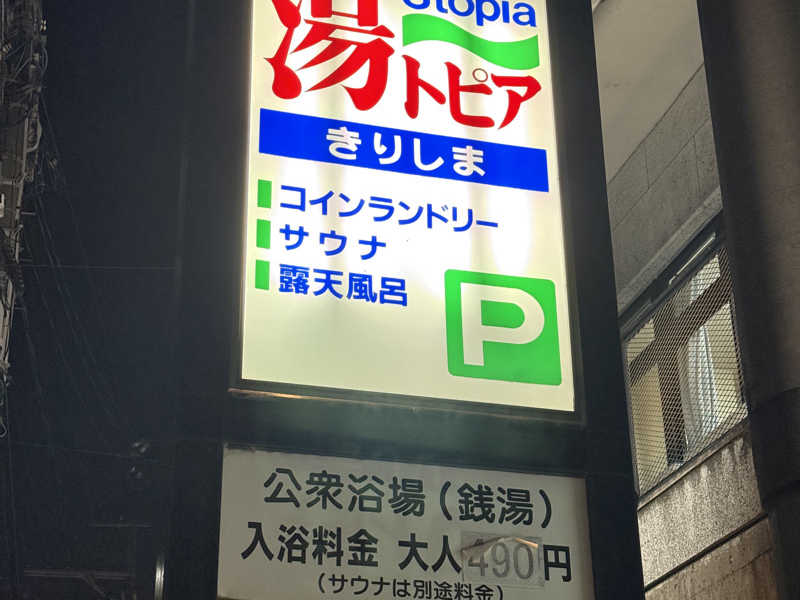 Utopia
湯トピア
きりしま
コインランドリー
サウナ
露天風呂
P
公衆浴場(銭湯)
入浴料金 大人490円
(サウナは別途料金)